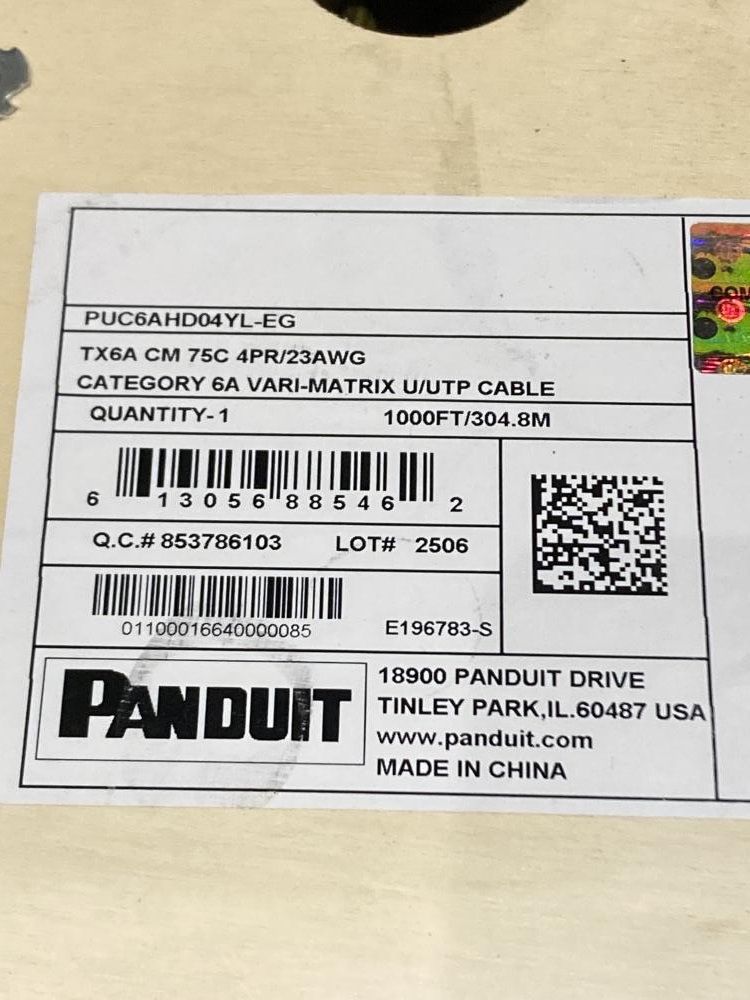 PUC6AHD04YL-EG
TX6A CM 75C 4PR/23AWG
CATEGORY 6A VARI-MATRIX U/UTP CABLE
QUANTITY-1 1000FT/304.8M
6 13056 88546 2
Q.C.# 853786103 LOT# 2506
01100016640000085 E196783-S
PANDUIT
18900 PANDUIT DRIVE
TINLEY PARK,IL.60487 USA
www.panduit.com
MADE IN CHINA